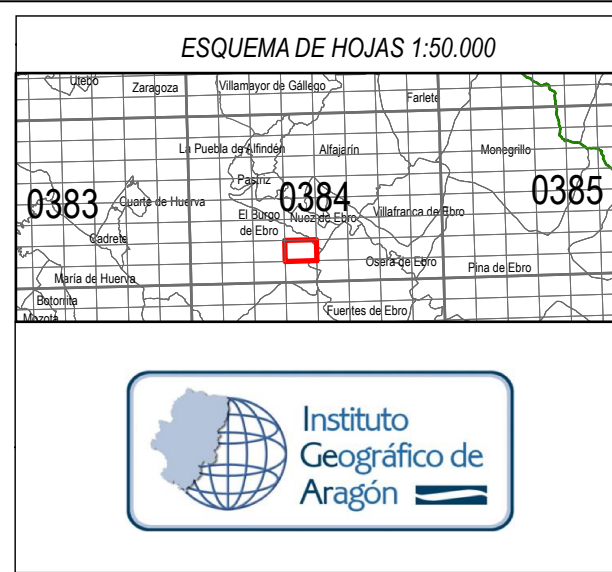 ESQUEMA DE HOJAS 1:50.000
Utebo
Zaragoza
Villamayor de Gállego
Farlete
La Puebla de Alfindén
Alfajarín
Monegrillo
Pastriz
0383
Cuarte de Huerva
0384
0385
El Burgo
de Ebro
Nuez de Ebro
Villafranca de Ebro
Cadrete
Osera de Ebro
Pina de Ebro
María de Huerva
Botorrita
Fuentes de Ebro
Mozota
Instituto
Geográfico de
Aragón